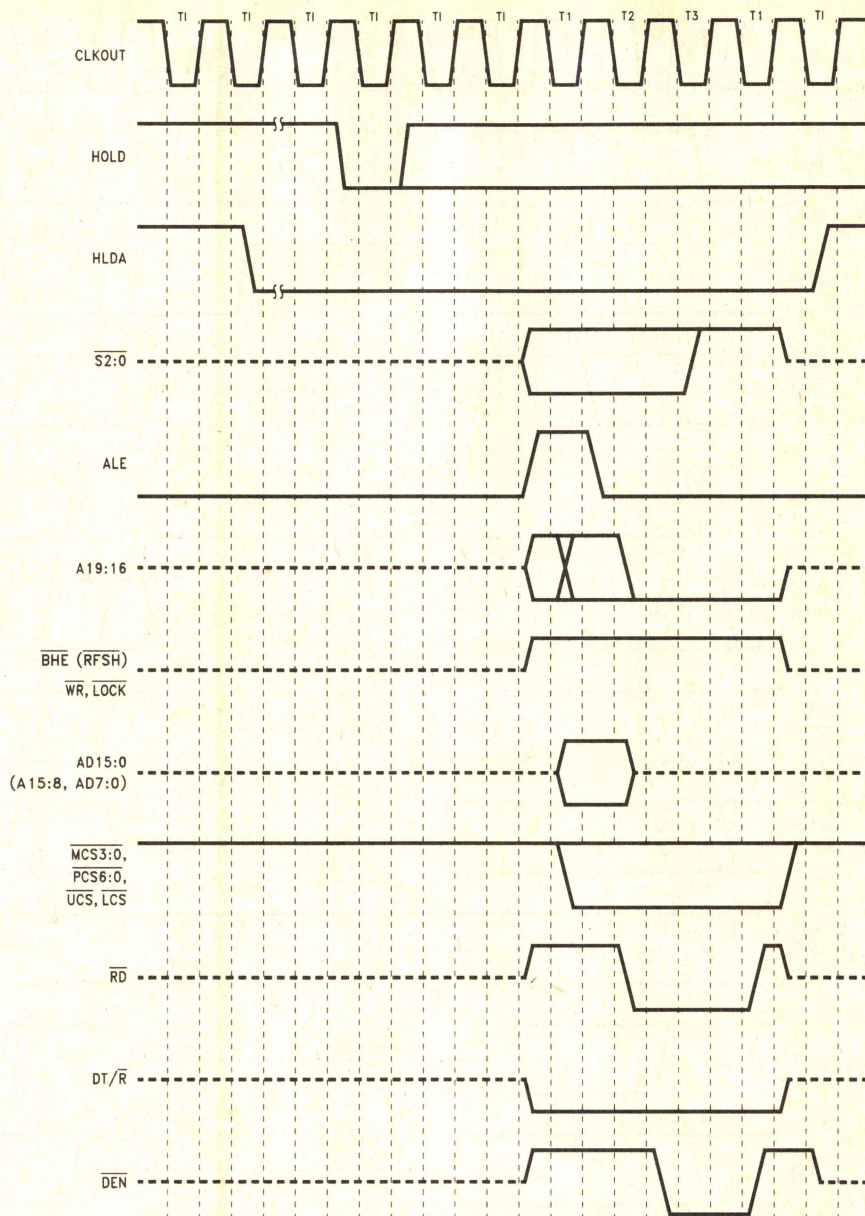 TI TI TI TI TI TI T1 T2 T3 T1 TI
CLKOUT
HOLD
HLDA
S2:0
ALE
A19:16
BHE (RFSH)
WR, LOCK
AD15:0
(A15:8, AD7:0)
MCS3:0,
PCS6:0,
UCS, LCS
RD
DT/R
DEN